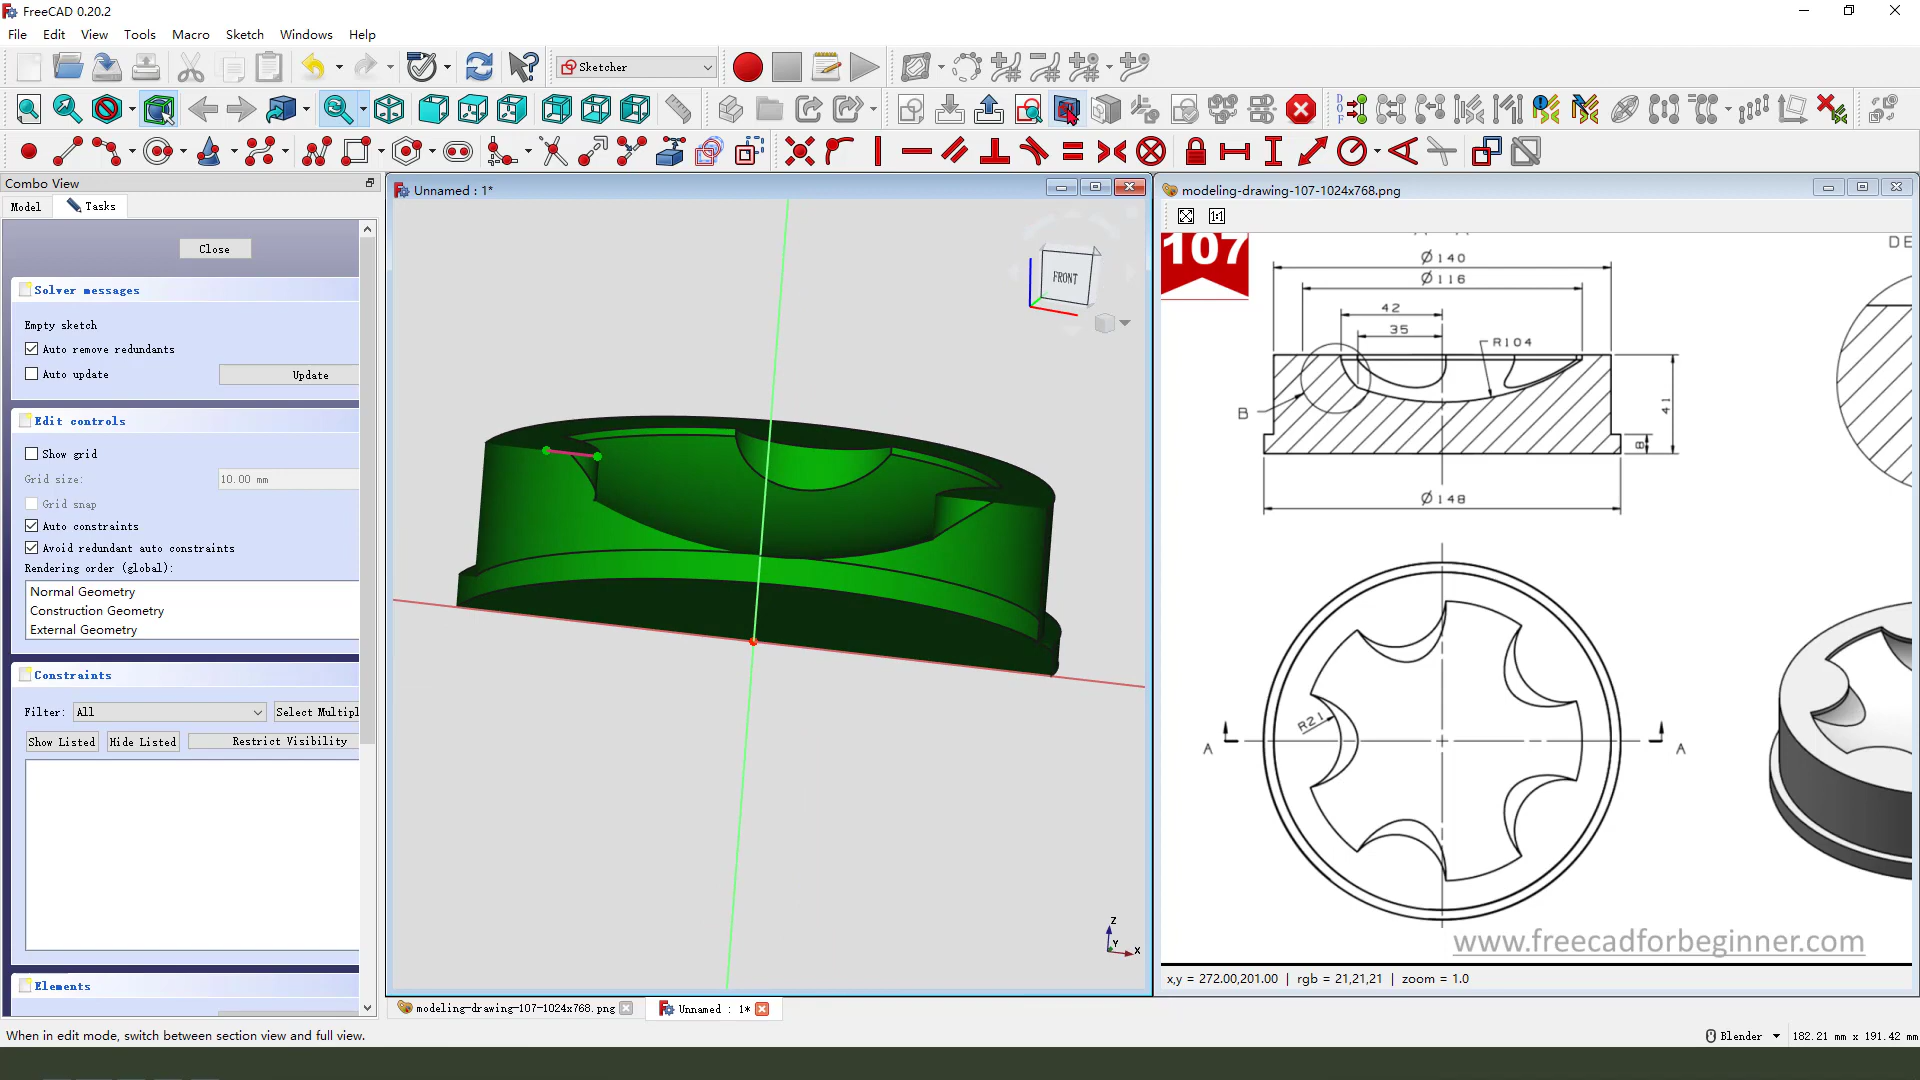 FreeCAD 0.20.2
File Edit View Tools Macro Sketch Windows Help
Sketcher
Combo View
Model Tasks
Close
Solver messages
Empty sketch
Auto remove redundants
Auto update Update
Edit controls
Show grid
Grid size: 10.00 mm
Grid snap
Auto constraints
Avoid redundant auto constraints
Rendering order (global):
Normal Geometry
Construction Geometry
External Geometry
Constraints
Filter: All Select Multipl
Show Listed Hide Listed Restrict Visibility
Elements
Unnamed : 1*
FRONT
Z
Y
X
modeling-drawing-107-1024x768.png
1:1
107
DE
Ø140
Ø116
42
35
R104
B
41
8
Ø148
R21
A A
www.freecadforbeginner.com
x,y = 272.00,201.00 | rgb = 21,21,21 | zoom = 1.0
modeling-drawing-107-1024x768.png Unnamed : 1*
When in edit mode, switch between section view and full view.
Blender 182.21 mm x 191.42 mm